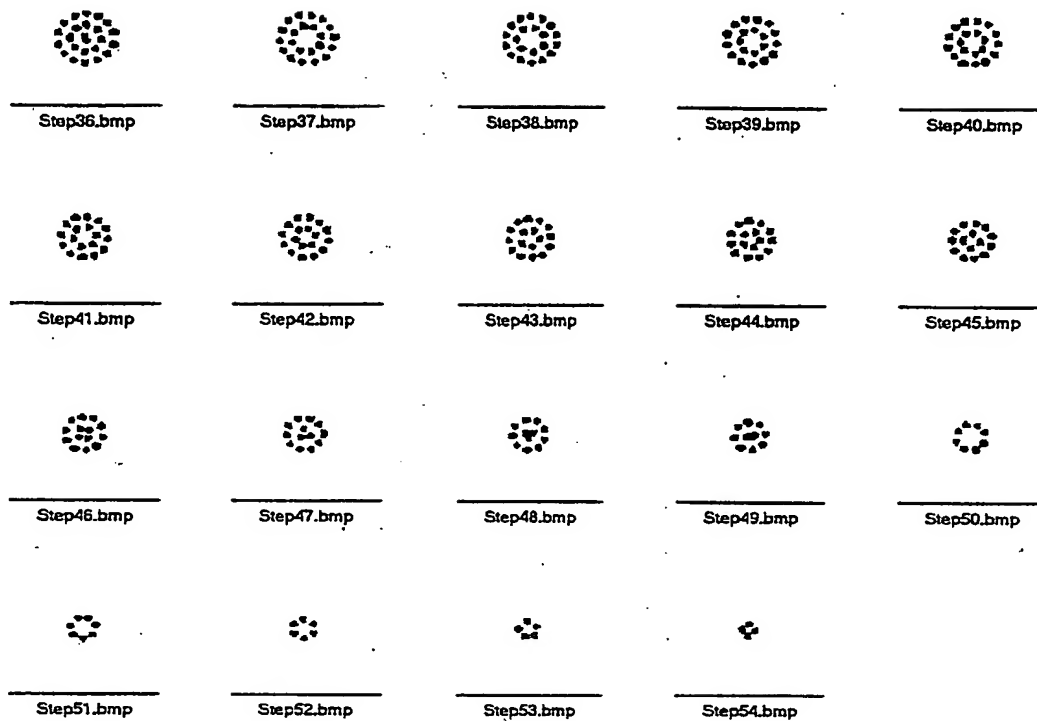 Step36.bmp Step37.bmp Step38.bmp Step39.bmp Step40.bmp
Step41.bmp Step42.bmp Step43.bmp Step44.bmp Step45.bmp
Step46.bmp Step47.bmp Step48.bmp Step49.bmp Step50.bmp
Step51.bmp Step52.bmp Step53.bmp Step54.bmp